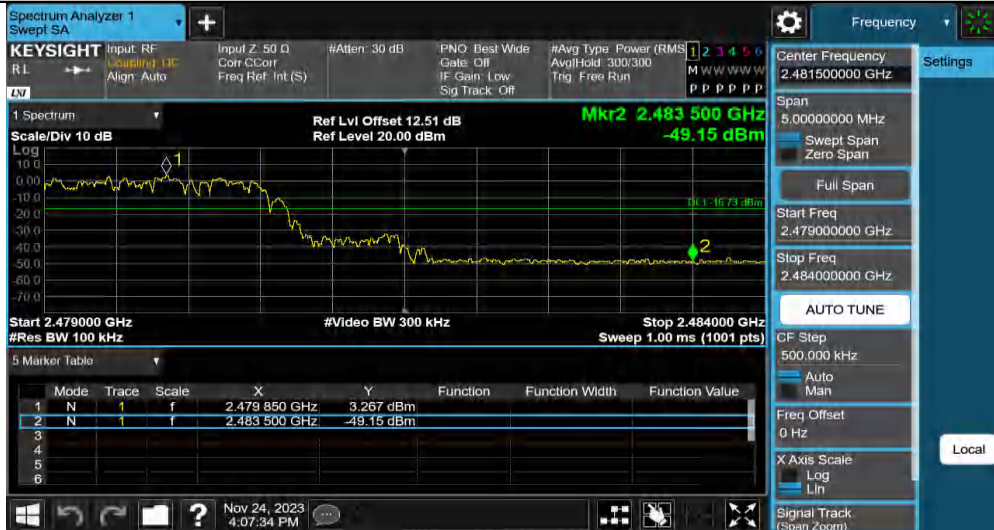 Spectrum Analyzer 1
Swept SA
Frequency
KEYSIGHT
RL
LXI
Input: RF
Coupling: DC
Align: Auto
Input Z: 50 Ω
Corr CCorr
Freq Ref: Int (S)
#Atten: 30 dB
PNO: Best Wide
Gate: Off
IF Gain: Low
Sig Track: Off
#Avg Type: Power (RMS
Avg|Hold: 300/300
Trig: Free Run
1 2 3 4 5 6
M W W W W W
P P P P P P
1 Spectrum
Scale/Div 10 dB
Ref Lvl Offset 12.51 dB
Ref Level 20.00 dBm
Mkr2 2.483 500 GHz
-49.15 dBm
Log
10.0
0.00
-10.0
-20.0
-30.0
-40.0
-50.0
-60.0
-70.0
1
DL1 -16.73 dBm
2
Start 2.479000 GHz
#Res BW 100 kHz
#Video BW 300 kHz
Stop 2.484000 GHz
Sweep 1.00 ms (1001 pts)
5 Marker Table
Mode Trace Scale X Y Function Function Width Function Value
1 N 1 f 2.479 850 GHz 3.267 dBm
2 N 1 f 2.483 500 GHz -49.15 dBm
3
4
5
6
Nov 24, 2023
4:07:34 PM
Center Frequency
2.481500000 GHz
Settings
Span
5.00000000 MHz
Swept Span
Zero Span
Full Span
Start Freq
2.479000000 GHz
Stop Freq
2.484000000 GHz
AUTO TUNE
CF Step
500.000 kHz
Auto
Man
Freq Offset
0 Hz
X Axis Scale
Log
Lin
Local
Signal Track
(Span Zoom)